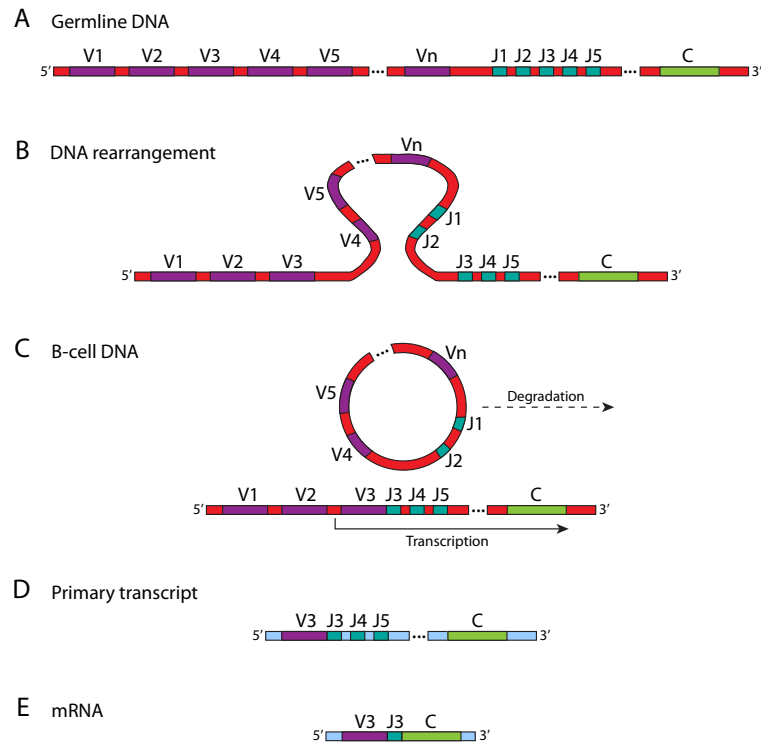 A Germline DNA
V1 V2 V3 V4 V5 Vn J1 J2 J3 J4 J5 C
5′ ... ... 3′
B DNA rearrangement
... Vn
V5
J1
V4 J2
V1 V2 V3 J3 J4 J5 C
5′ ... 3′
C B-cell DNA
... Vn
V5 Degradation
J1
V4 J2
V1 V2 V3 J3 J4 J5 C
5′ ... 3′
Transcription
D Primary transcript
V3 J3 J4 J5 C
5′ ... 3′
E mRNA
V3 J3 C
5′ 3′